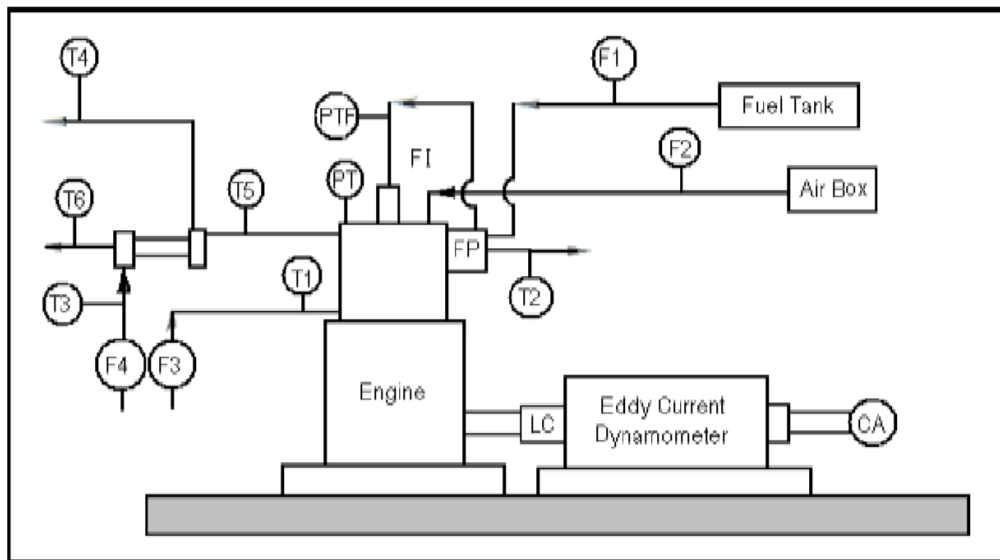 T4
F1
Fuel Tank
PTF
FI
F2
Air Box
PT
T5
T6
FP
T1
T2
T3
F4
F3
Engine
LC
Eddy Current
Dynamometer
CA